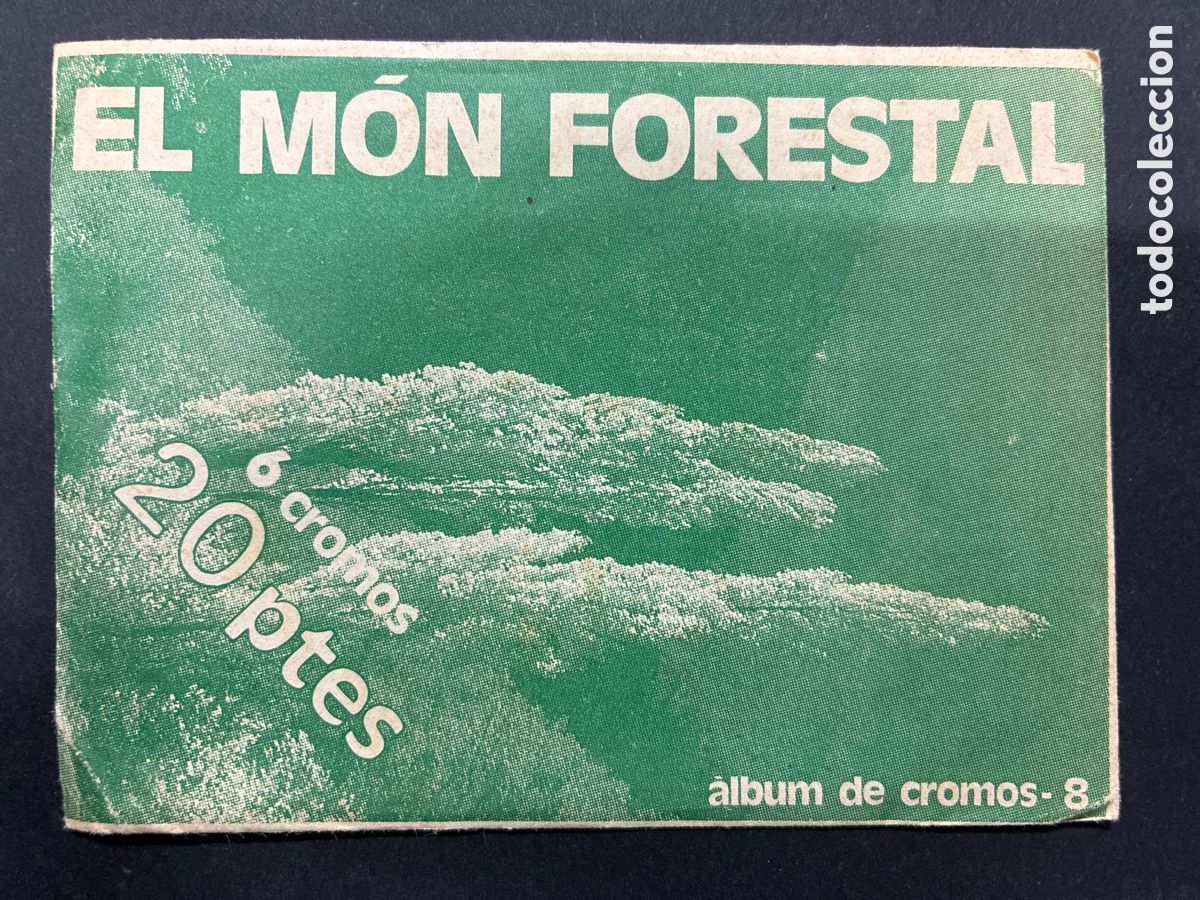 EL MÓN FORESTAL
6 cromos
20 ptes
àlbum de cromos - 8
todocoleccion